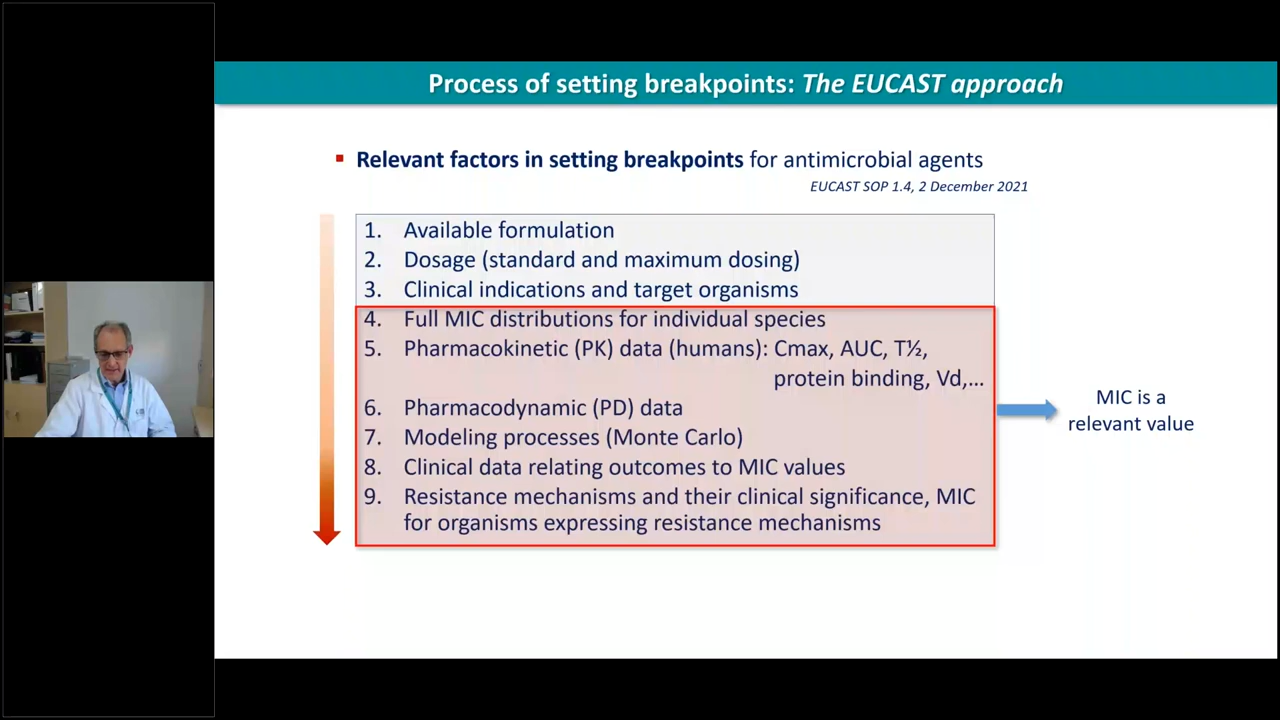 Process of setting breakpoints: The EUCAST approach
▪ Relevant factors in setting breakpoints for antimicrobial agents
EUCAST SOP 1.4, 2 December 2021
1. Available formulation
2. Dosage (standard and maximum dosing)
3. Clinical indications and target organisms
4. Full MIC distributions for individual species
5. Pharmacokinetic (PK) data (humans): Cmax, AUC, T½,
protein binding, Vd,...
6. Pharmacodynamic (PD) data
7. Modeling processes (Monte Carlo)
8. Clinical data relating outcomes to MIC values
9. Resistance mechanisms and their clinical significance, MIC
for organisms expressing resistance mechanisms
MIC is a
relevant value